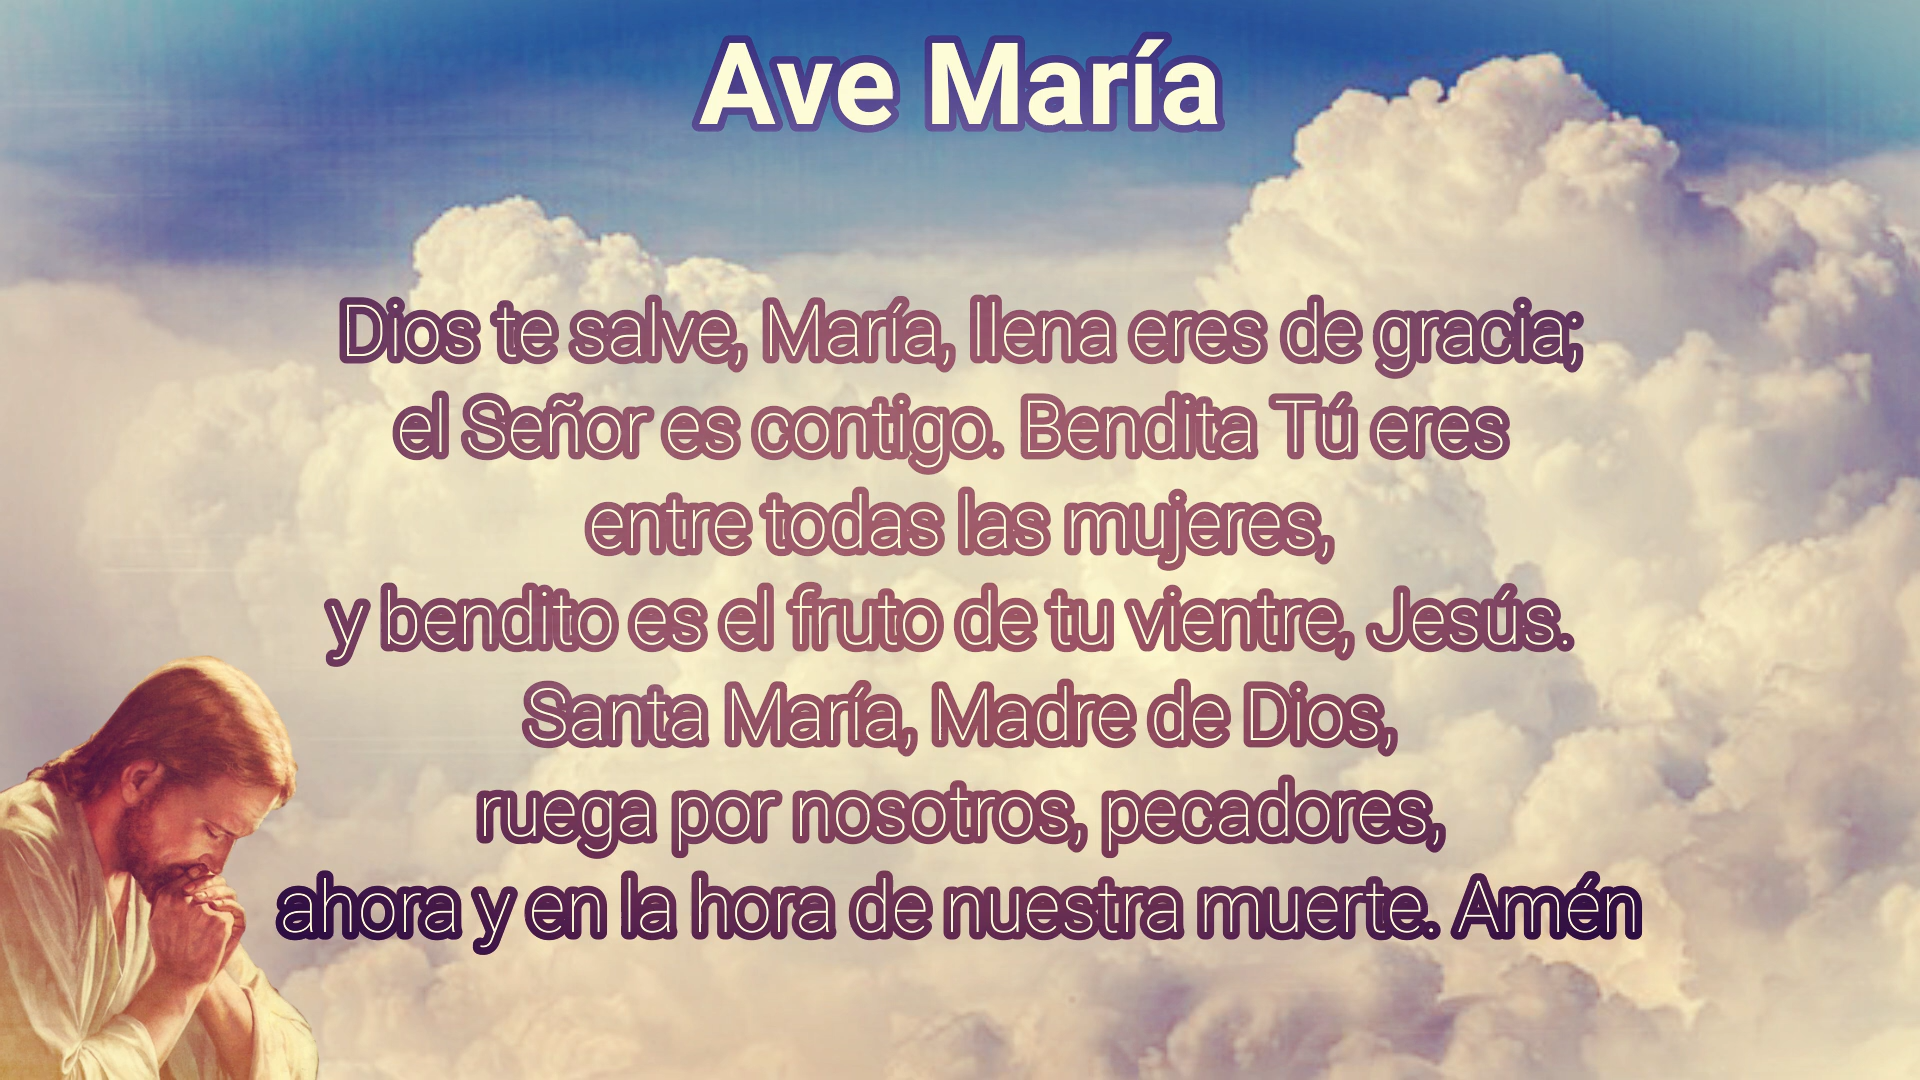 Ave María
Dios te salve, María, llena eres de gracia;
el Señor es contigo. Bendita Tú eres
entre todas las mujeres,
y bendito es el fruto de tu vientre, Jesús.
Santa María, Madre de Dios,
ruega por nosotros, pecadores,
ahora y en la hora de nuestra muerte. Amén